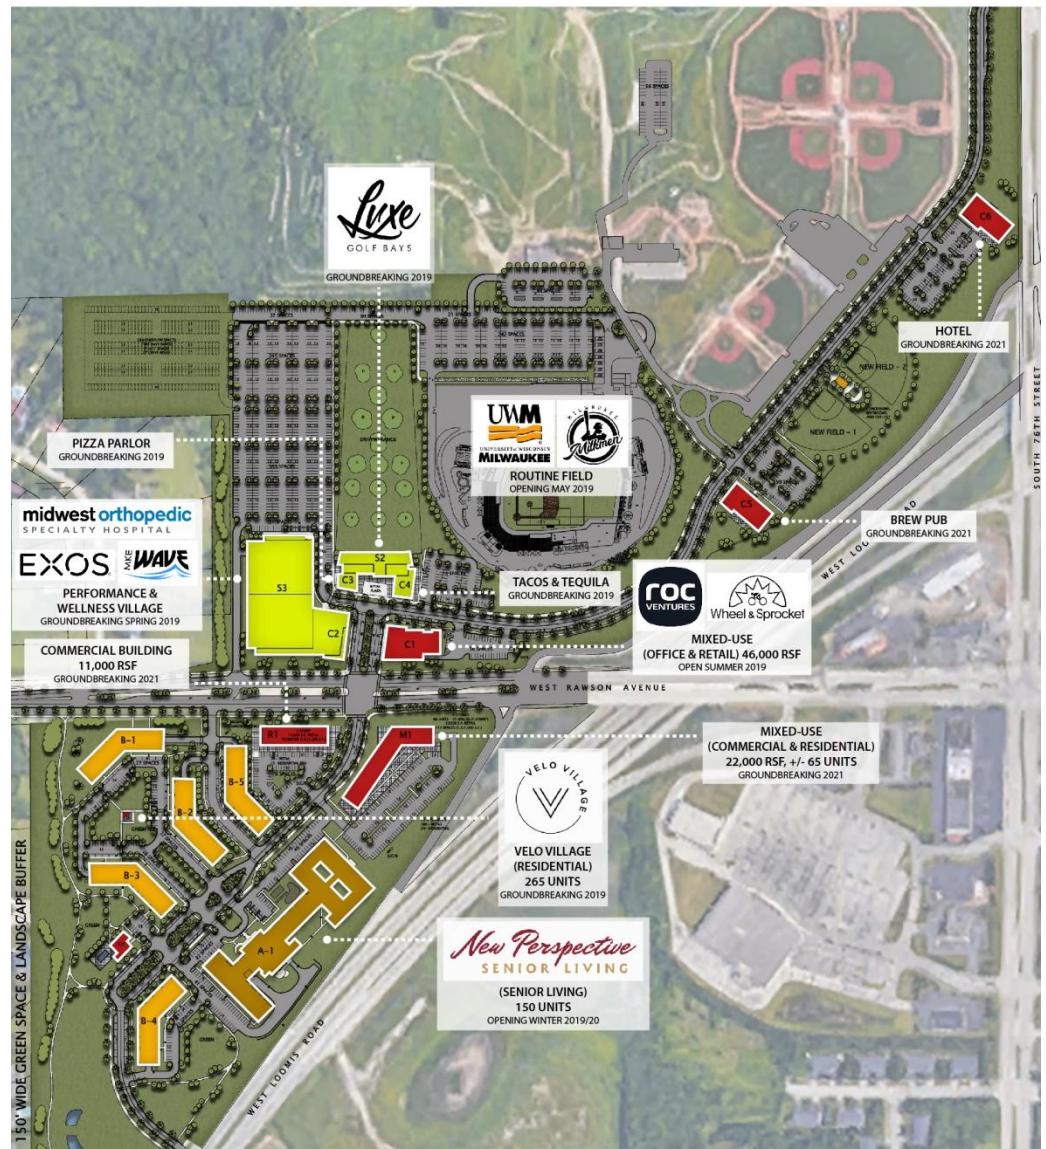 Luxe
GOLF BAYS
GROUNDBREAKING 2019
C6
HOTEL
GROUNDBREAKING 2021
SOUTH 76TH STREET
NEW FIELD - 2
NEW FIELD - 1
UWM
UNIVERSITY of WISCONSIN
MILWAUKEE
MILWAUKEE
Milkmen
ROUTINE FIELD
OPENING MAY 2019
PIZZA PARLOR
GROUNDBREAKING 2019
C5
BREW PUB
GROUNDBREAKING 2021
WEST LOOMIS ROAD
midwest orthopedic
SPECIALTY HOSPITAL
EXOS
MKE WAVE
PERFORMANCE &
WELLNESS VILLAGE
GROUNDBREAKING SPRING 2019
S3
S2
C3
C4
C2
TACOS & TEQUILA
GROUNDBREAKING 2019
roc
VENTURES
Wheel & Sprocket
MIXED-USE
(OFFICE & RETAIL) 46,000 RSF
OPEN SUMMER 2019
C1
COMMERCIAL BUILDING
11,000 RSF
GROUNDBREAKING 2021
WEST RAWSON AVENUE
R1
M1
MIXED-USE
(COMMERCIAL & RESIDENTIAL)
22,000 RSF, +/- 65 UNITS
GROUNDBREAKING 2021
B-1
B-5
B-2
B-3
VELO VILLAGE
VELO VILLAGE
(RESIDENTIAL)
265 UNITS
GROUNDBREAKING 2019
A-1
B-4
GREEN
GREEN
New Perspective
SENIOR LIVING
(SENIOR LIVING)
150 UNITS
OPENING WINTER 2019/20
WEST LOOMIS ROAD
150' WIDE GREEN SPACE & LANDSCAPE BUFFER